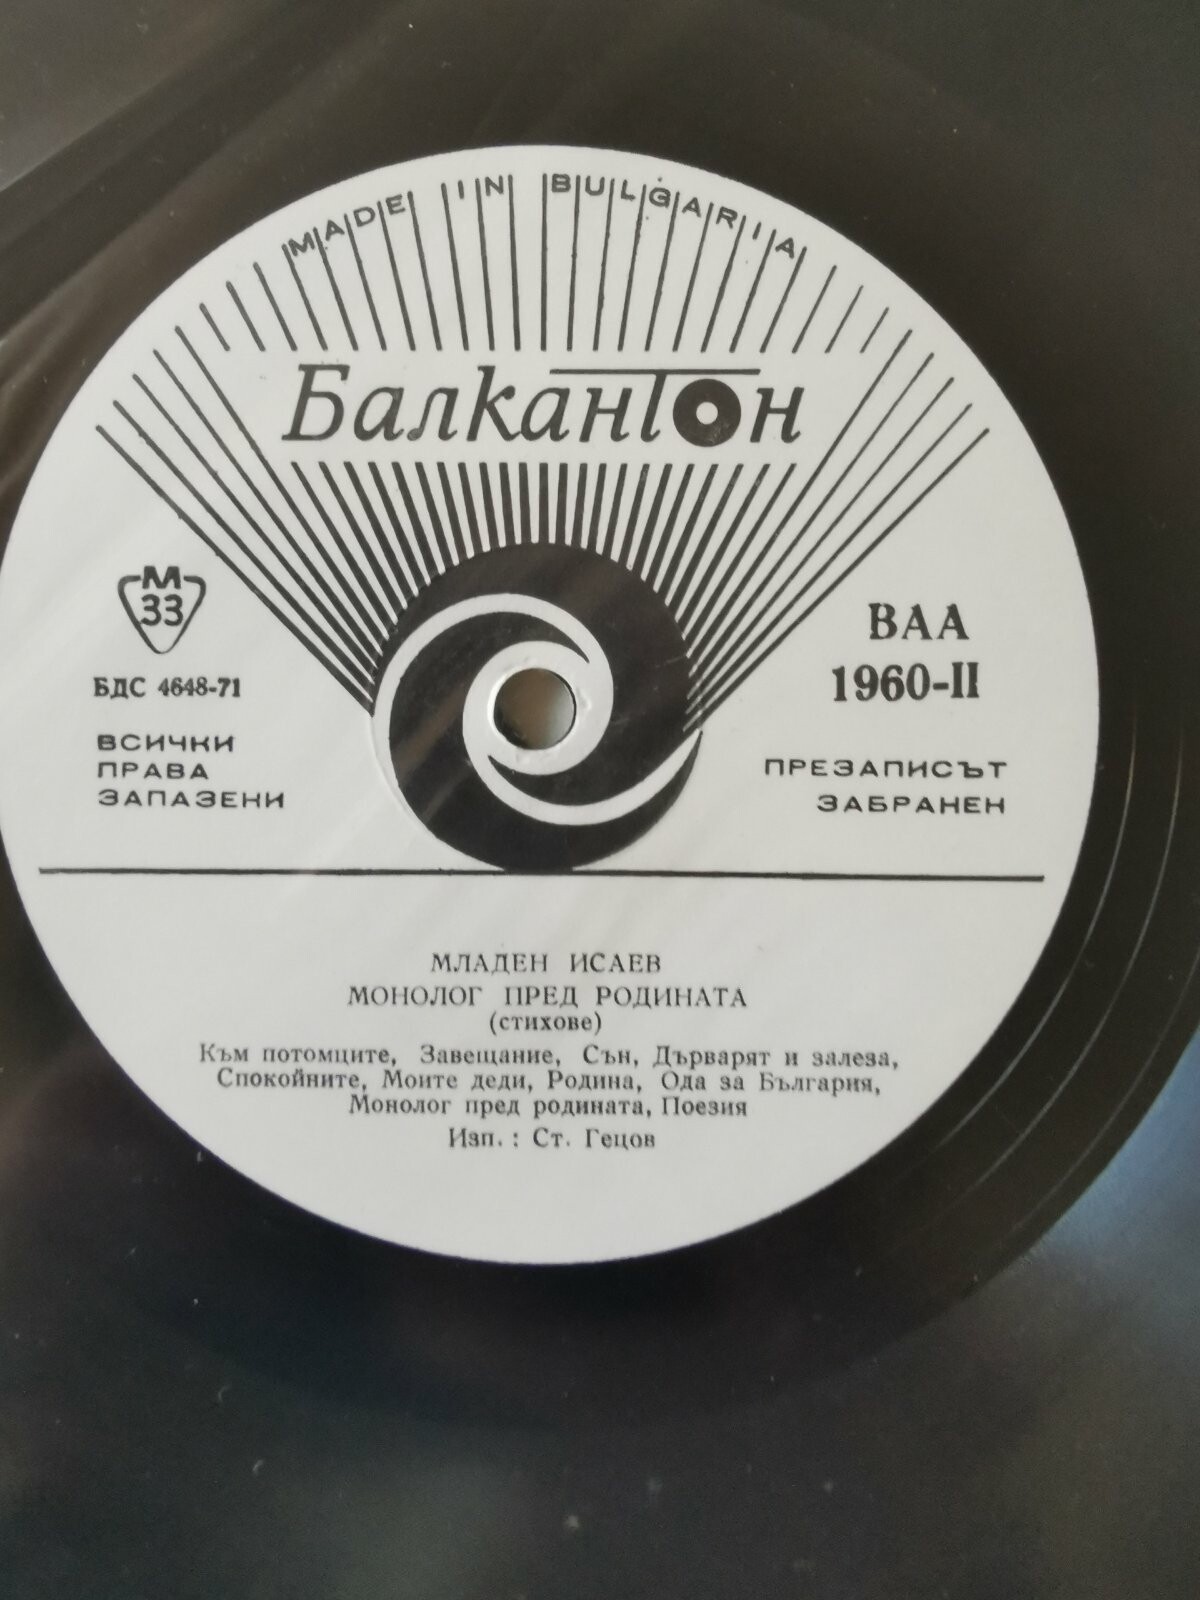 MADE IN BULGARIA
Балкантон
М
33
БДС 4648-71
ВСИЧКИ
ПРАВА
ЗАПАЗЕНИ
ВАА
1960-II
ПРЕЗАПИСЪТ
ЗАБРАНЕН
МЛАДЕН ИСАЕВ
МОНОЛОГ ПРЕД РОДИНАТА
(стихове)
Към потомците, Завещание, Сън, Дърварят и залеза,
Спокойните, Моите деди, Родина, Ода за България,
Монолог пред родината, Поезия
Изп. : Ст. Гецов